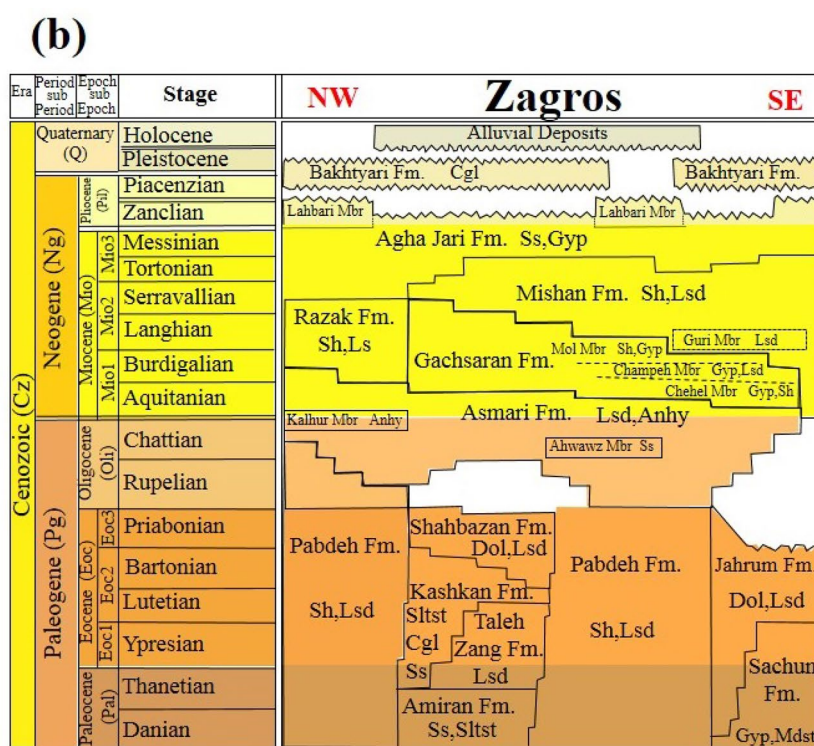 (b)
Era
Period
sub
Period
Epoch
sub
Epoch
Stage
NW
Zagros
SE
Cenozoic (Cz)
Quaternary
(Q)
Neogene (Ng)
Paleogene (Pg)
Pliocene
(Pil)
Miocene (Mio)
Mio3
Mio2
Mio1
Oligocene
(Oli)
Eocene (Eoc)
Eoc3
Eoc2
Eoc1
Paleocene
(Pal)
Holocene
Pleistocene
Piacenzian
Zanclian
Messinian
Tortonian
Serravallian
Langhian
Burdigalian
Aquitanian
Chattian
Rupelian
Priabonian
Bartonian
Lutetian
Ypresian
Thanetian
Danian
Alluvial Deposits
Bakhtyari Fm. Cgl
Bakhtyari Fm.
Lahbari Mbr
Lahbari Mbr
Agha Jari Fm. Ss,Gyp
Mishan Fm. Sh,Lsd
Razak Fm.
Sh,Ls
Guri Mbr Lsd
Mol Mbr Sh,Gyp
Gachsaran Fm.
Champeh Mbr Gyp,Lsd
Chehel Mbr Gyp,Sh
Asmari Fm. Lsd,Anhy
Kalhur Mbr Anhy
Ahwawz Mbr Ss
Pabdeh Fm.
Sh,Lsd
Shahbazan Fm.
Dol,Lsd
Kashkan Fm.
Sltst
Cgl
Ss
Taleh
Zang Fm.
Lsd
Amiran Fm.
Ss,Sltst
Pabdeh Fm.
Sh,Lsd
Jahrum Fm.
Dol,Lsd
Sachun
Fm.
Gyp,Mdst